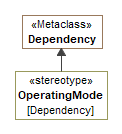 «Metaclass»
Dependency
«stereotype»
OperatingMode
[Dependency]